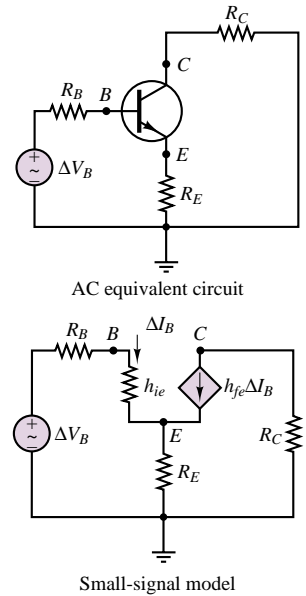 R_C
C
R_B
B
E
+
~
−
ΔV_B
R_E
AC equivalent circuit
R_B
B
ΔI_B
C
h_ie
h_fe ΔI_B
+
~
−
ΔV_B
E
R_C
R_E
Small-signal model